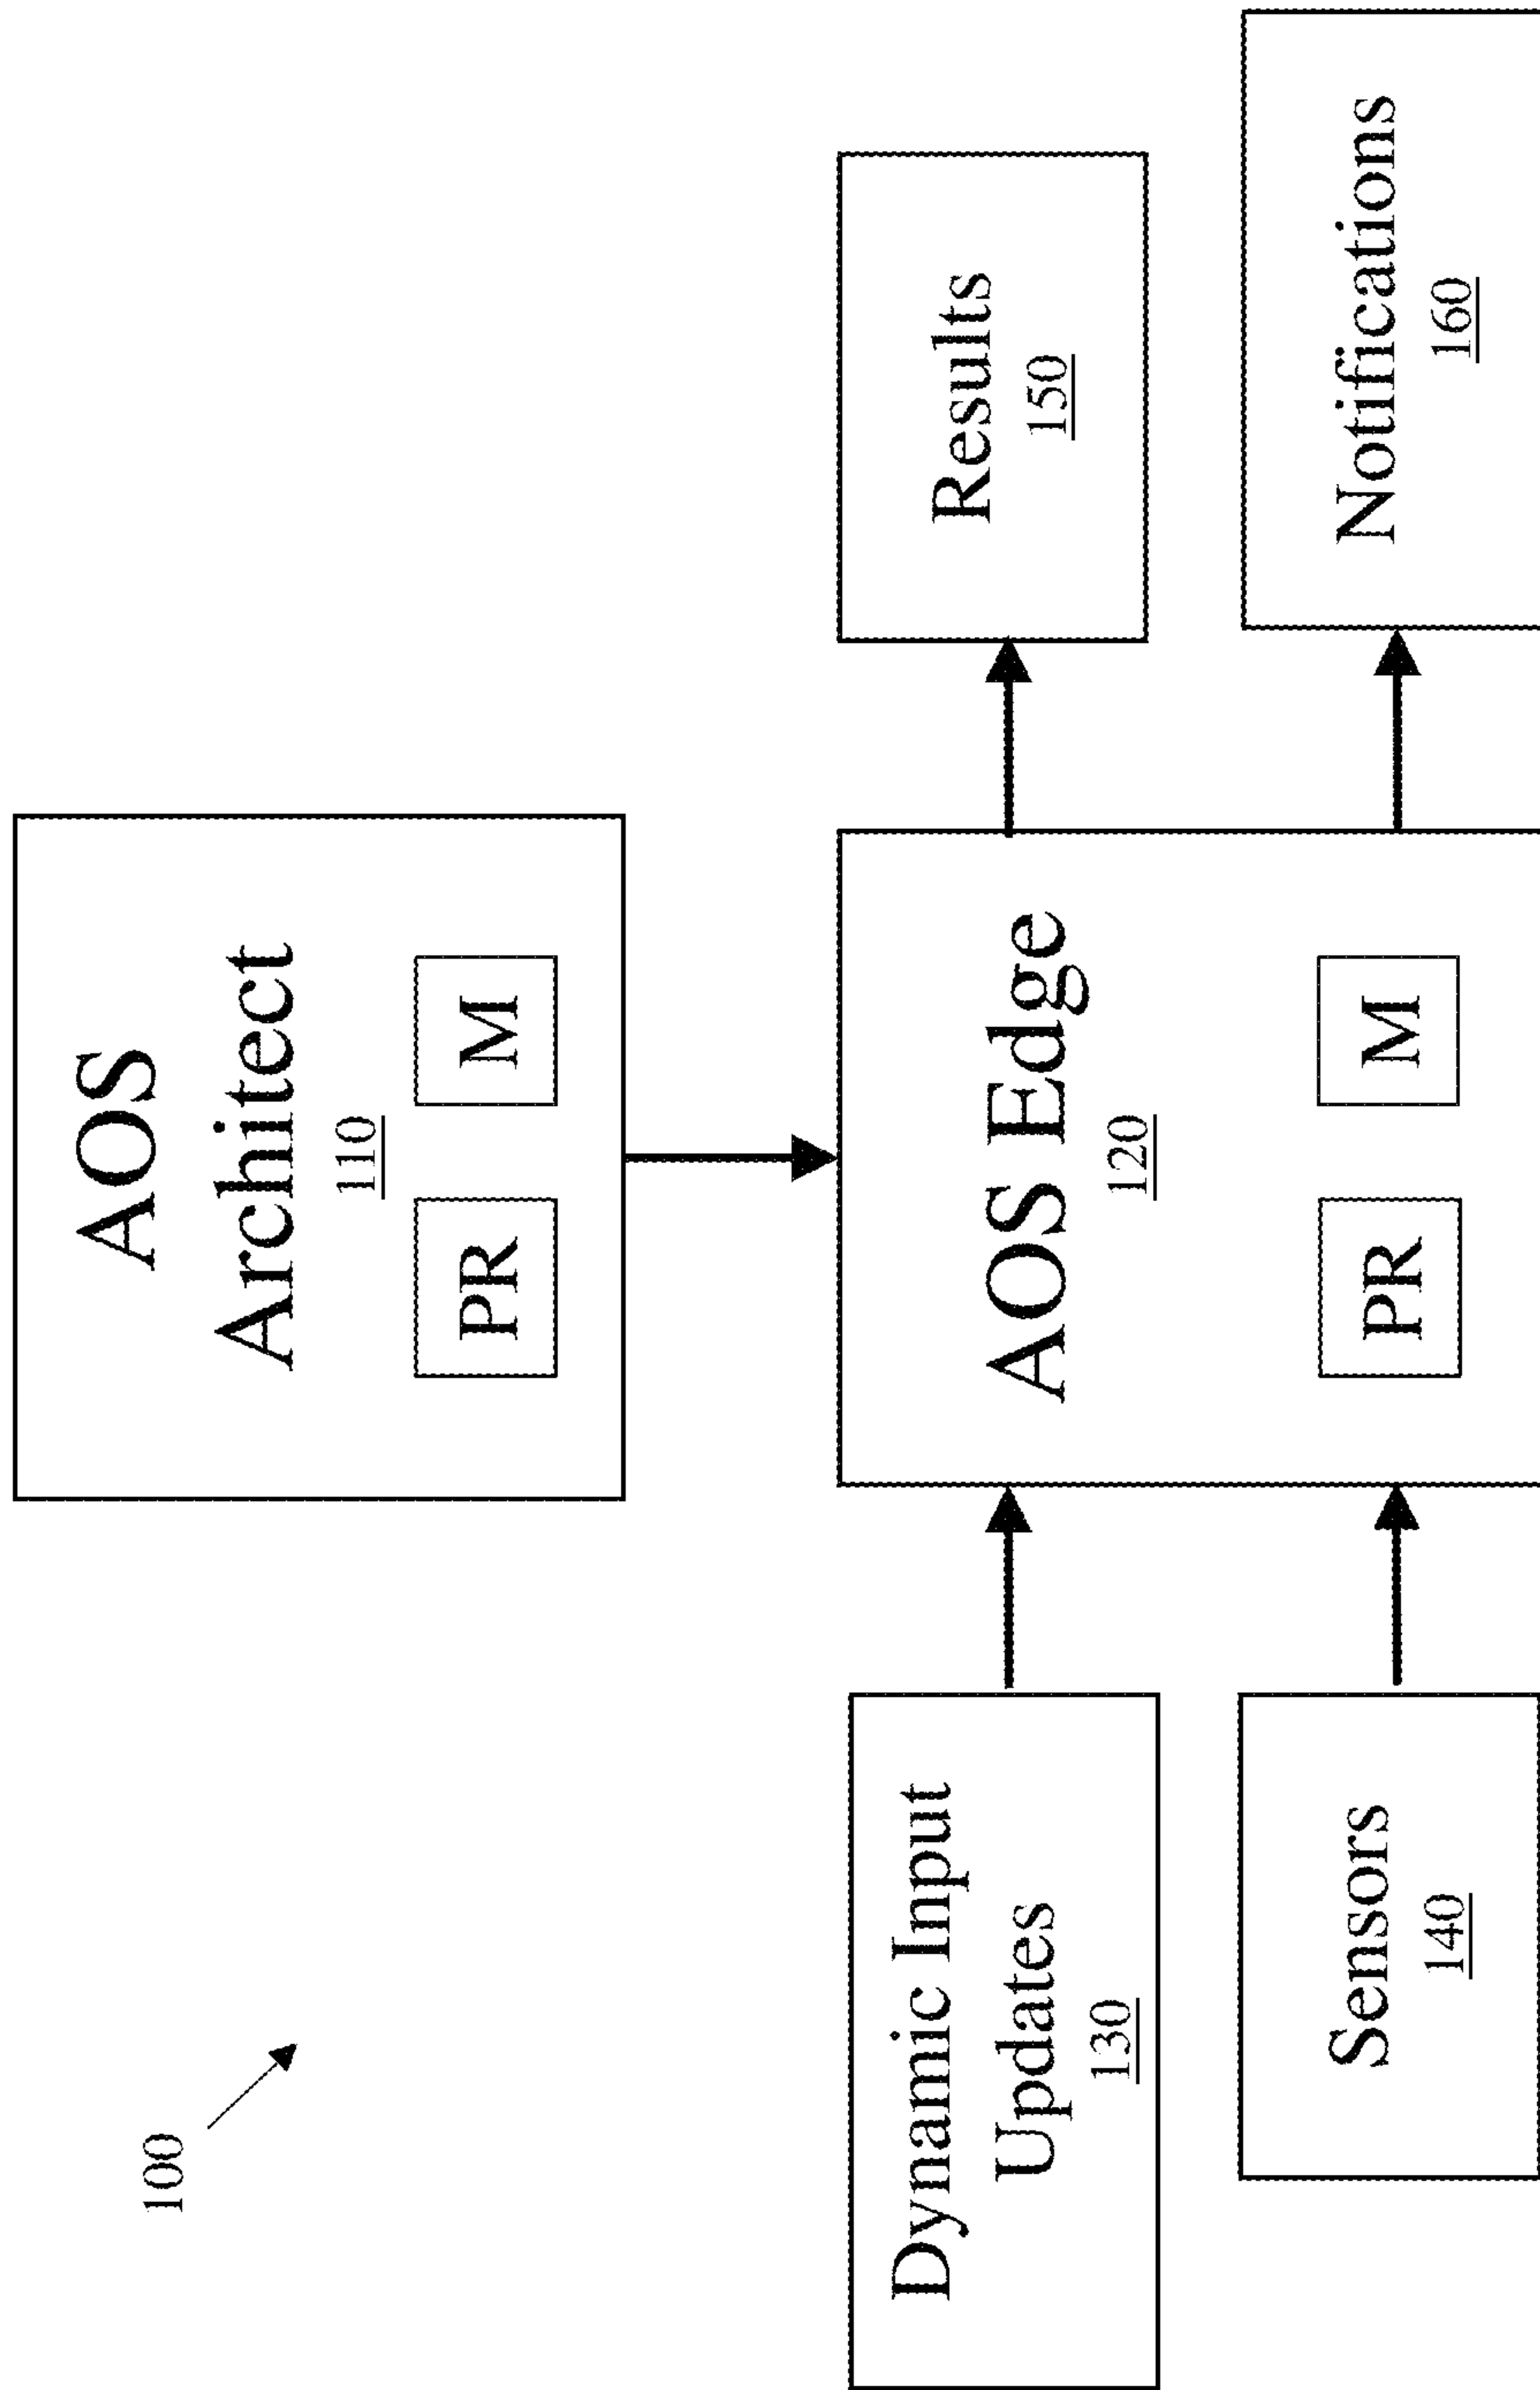 100
AOS
Architect
110
PR
M
Dynamic Input
Updates
130
AOS Edge
120
Results
150
Sensors
140
PR
M
Notifications
160